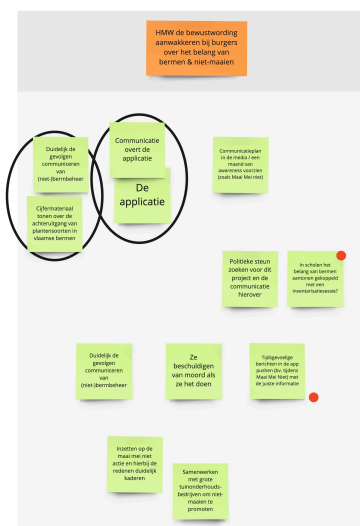 HMW de bewustwording
aanwakkeren bij burgers
over het belang van
bermen & niet-maaien
Duidelijk de
gevolgen
communiceren
van
(niet-)bermbeheer
Communicatie
overt de
applicatie
Communicatieplan
in de media / een
maand van
awareness voorzien
(zoals Maai Mei niet)
De
applicatie
Cijfermateriaal
tonen over de
achteruitgang van
plantensoorten in
vlaamse bermen
Politieke steun
zoeken voor dit
project en de
communicatie
hierover
In scholen het
belang van bermen
aantonen gekoppeld
met een
inventarisatiesessie?
Duidelijk de
gevolgen
communiceren
van
(niet-)bermbeheer
Ze
beschuldigen
van moord als
ze het doen
Tijdsgevoelige
berichten in de app
pushen (bv. tijdens
Maai Mei Niet) met
de juiste informatie
Inzetten op de
maai mei niet
actie en hierbij de
redenen duidelijk
kaderen
Samenwerken
met grote
tuinonderhouds-
bedrijven om niet-
maaien te
promoten